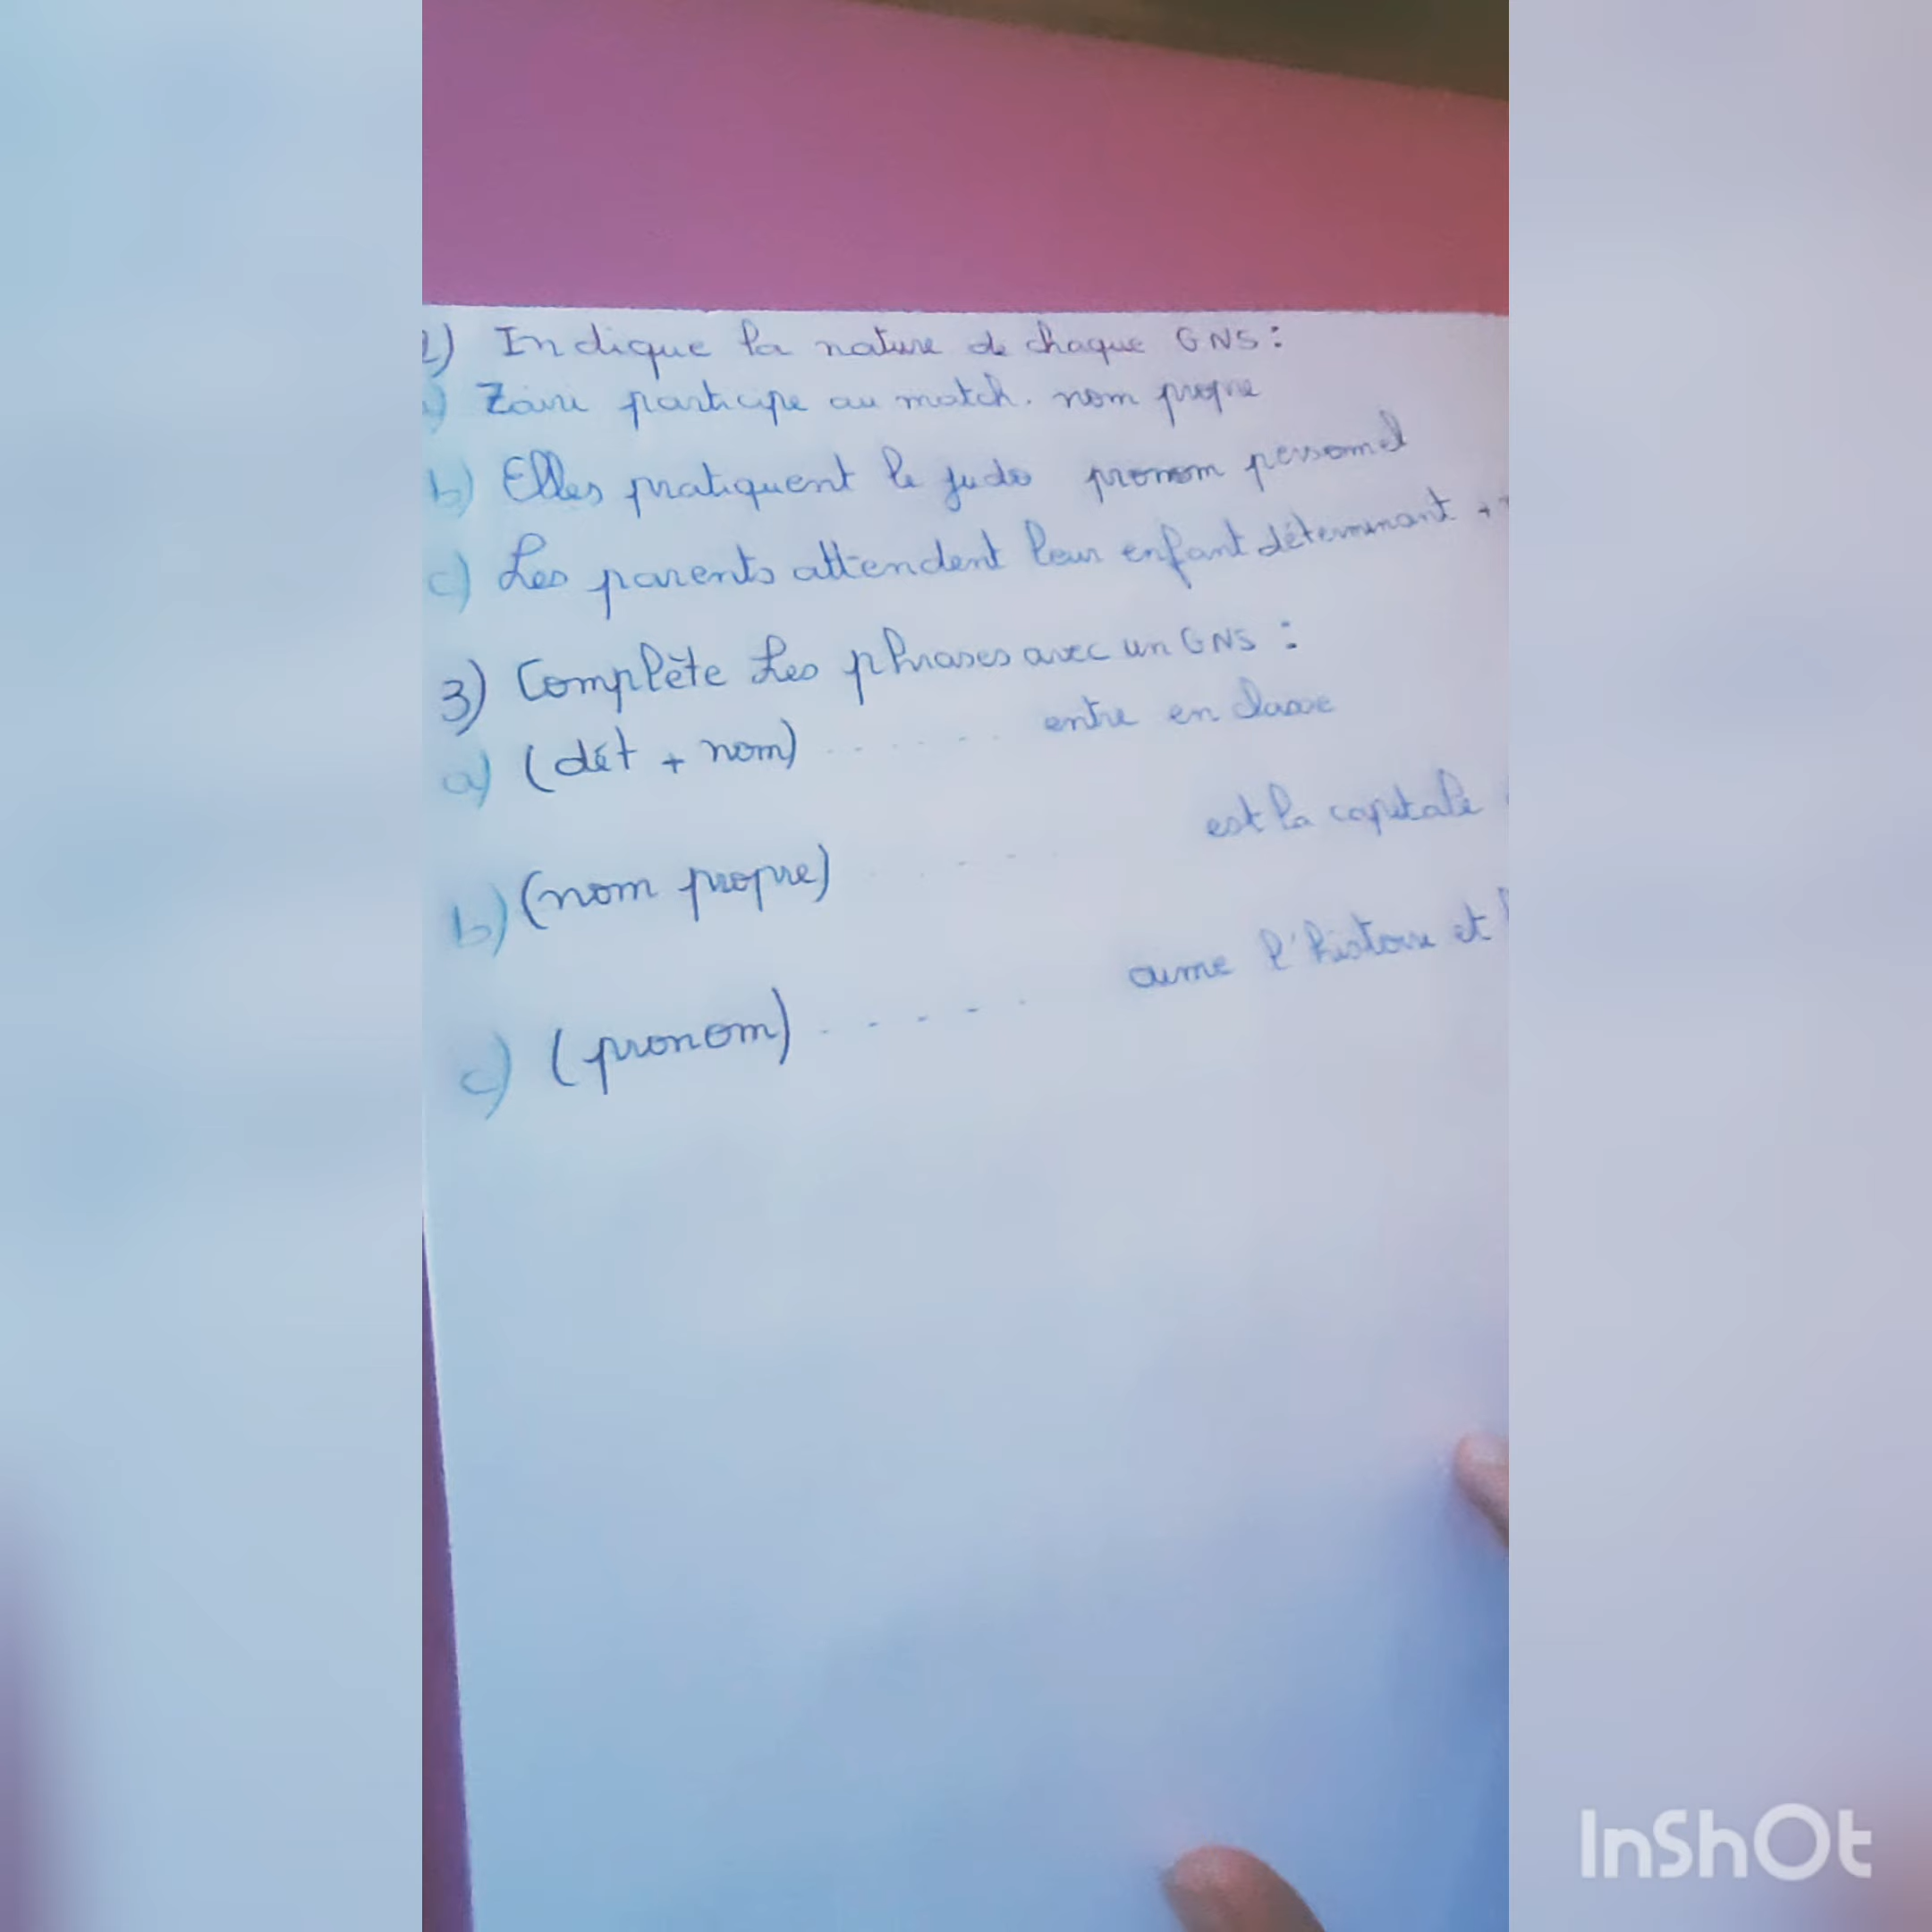 2) Indique la nature de chaque GNS :
participe au match. nom propre
b) Elles pratiquent le judo pronom personnel
c) Les parents attendent leur enfant déterminant +
3) Complète les phrases avec un GNS :
a) (dét + nom) ...... entre en classe
b) (nom propre) ..... est la capitale
c) (pronom) ..... aime l'histoire et
InShOt